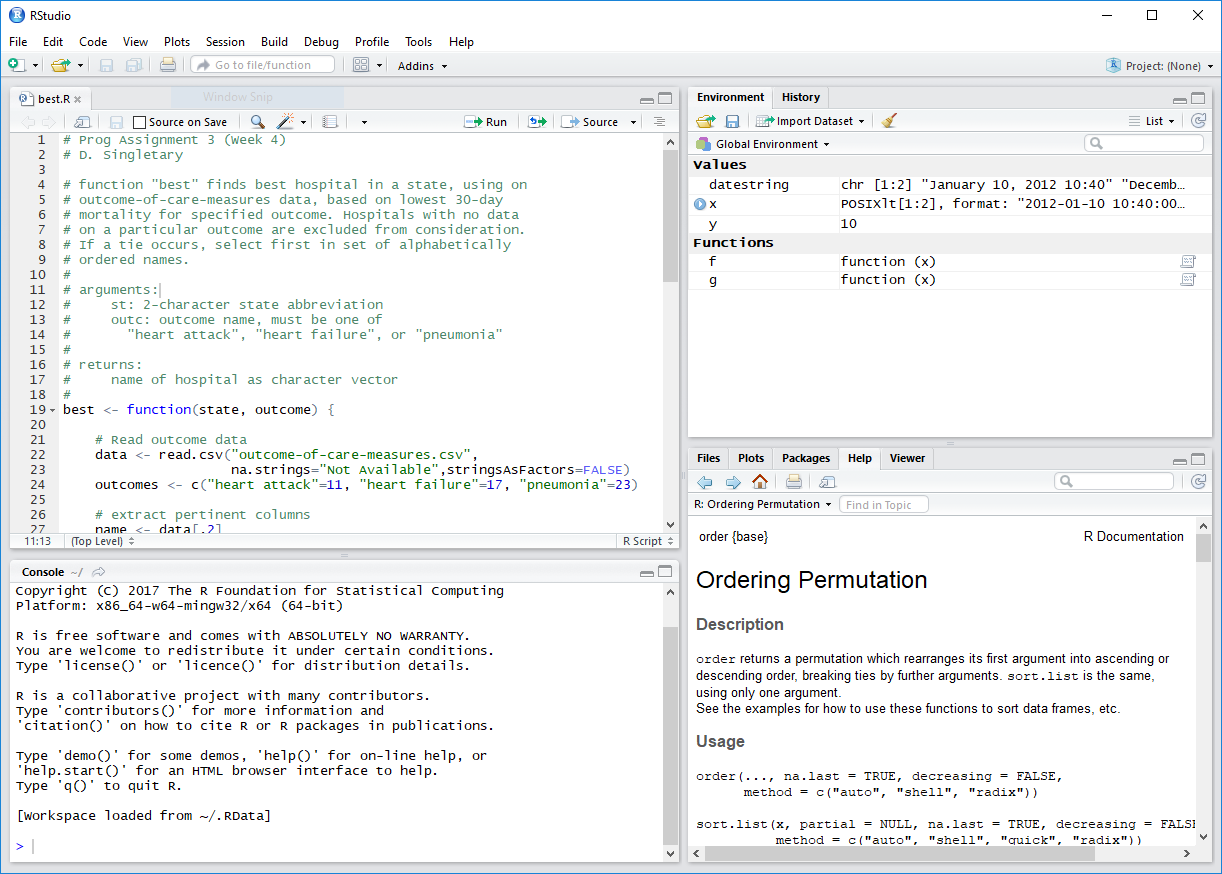 RStudio
File Edit Code View Plots Session Build Debug Profile Tools Help
Go to file/function Addins Project: (None)
best.R Window Snip
Source on Save Run Source
1 # Prog Assignment 3 (Week 4)
2 # D. Singletary
3
4 # function "best" finds best hospital in a state, using on
5 # outcome-of-care-measures data, based on lowest 30-day
6 # mortality for specified outcome. Hospitals with no data
7 # on a particular outcome are excluded from consideration.
8 # If a tie occurs, select first in set of alphabetically
9 # ordered names.
10 #
11 # arguments:
12 #     st: 2-character state abbreviation
13 #     outc: outcome name, must be one of
14 #       "heart attack", "heart failure", or "pneumonia"
15 #
16 # returns:
17 #     name of hospital as character vector
18 #
19 best <- function(state, outcome) {
20
21     # Read outcome data
22     data <- read.csv("outcome-of-care-measures.csv",
23                      na.strings="Not Available",stringsAsFactors=FALSE)
24     outcomes <- c("heart attack"=11, "heart failure"=17, "pneumonia"=23)
25
26     # extract pertinent columns
27     name <- data[,2]
11:13 (Top Level) R Script
Console ~/
Copyright (C) 2017 The R Foundation for Statistical Computing
Platform: x86_64-w64-mingw32/x64 (64-bit)

R is free software and comes with ABSOLUTELY NO WARRANTY.
You are welcome to redistribute it under certain conditions.
Type 'license()' or 'licence()' for distribution details.

R is a collaborative project with many contributors.
Type 'contributors()' for more information and
'citation()' on how to cite R or R packages in publications.

Type 'demo()' for some demos, 'help()' for on-line help, or
'help.start()' for an HTML browser interface to help.
Type 'q()' to quit R.

[Workspace loaded from ~/.RData]

>
Environment History
Import Dataset List
Global Environment
Values
datestring chr [1:2] "January 10, 2012 10:40" "Decemb…
x POSIXlt[1:2], format: "2012-01-10 10:40:00…
y 10
Functions
f function (x)
g function (x)
Files Plots Packages Help Viewer
R: Ordering Permutation Find in Topic
order {base} R Documentation
Ordering Permutation
Description
order returns a permutation which rearranges its first argument into ascending or
descending order, breaking ties by further arguments. sort.list is the same,
using only one argument.
See the examples for how to use these functions to sort data frames, etc.
Usage
order(..., na.last = TRUE, decreasing = FALSE,
      method = c("auto", "shell", "radix"))

sort.list(x, partial = NULL, na.last = TRUE, decreasing = FALS
          method = c("auto", "shell", "quick", "radix"))